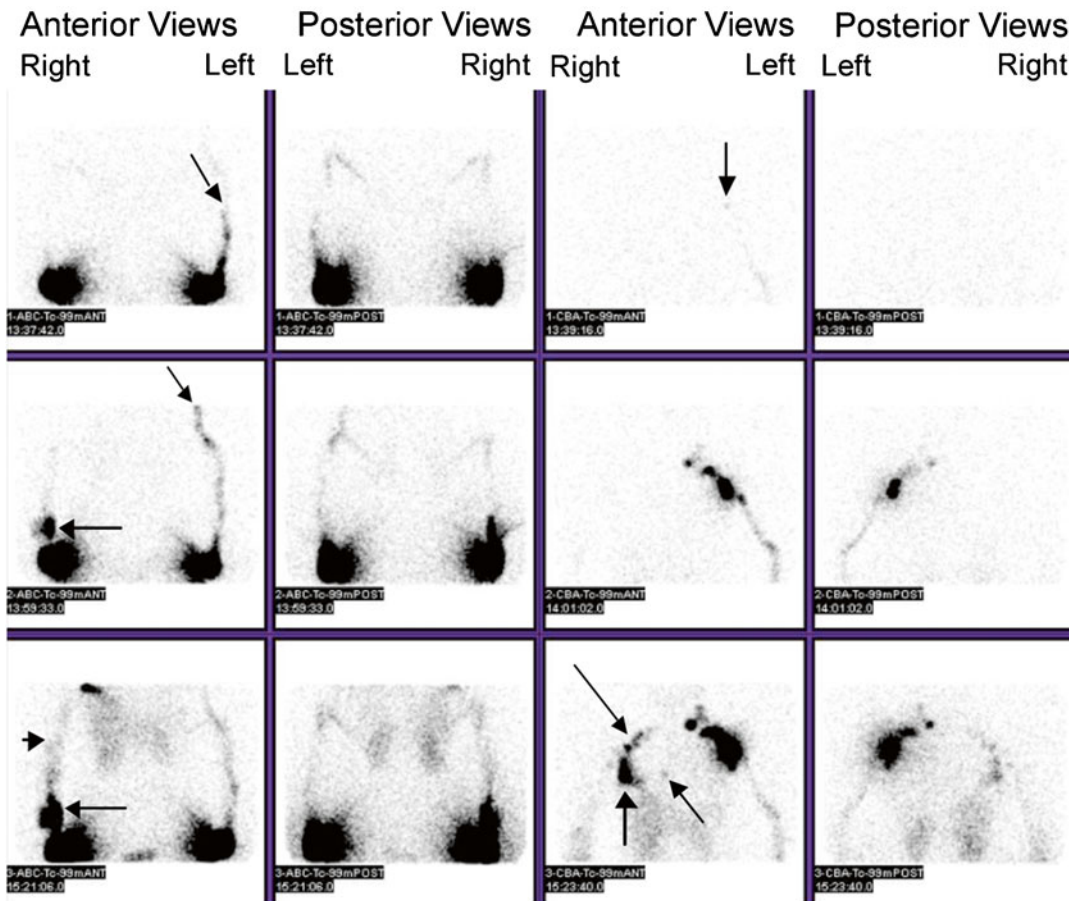 Anterior Views Posterior Views Anterior Views Posterior Views
Right Left Left Right Right Left Left Right
1-ABC-Tc-99mANT
13:37:42.0
1-ABC-Tc-99mPOST
13:37:42.0
1-CBA-Tc-99mANT
13:39:16.0
1-CBA-Tc-99mPOST
13:39:16.0
2-ABC-Tc-99mANT
13:59:33.0
2-ABC-Tc-99mPOST
13:59:33.0
2-CBA-Tc-99mANT
14:01:02.0
2-CBA-Tc-99mPOST
14:01:02.0
3-ABC-Tc-99mANT
15:21:06.0
3-ABC-Tc-99mPOST
15:21:06.0
3-CBA-Tc-99mANT
15:23:40.0
3-CBA-Tc-99mPOST
15:23:40.0